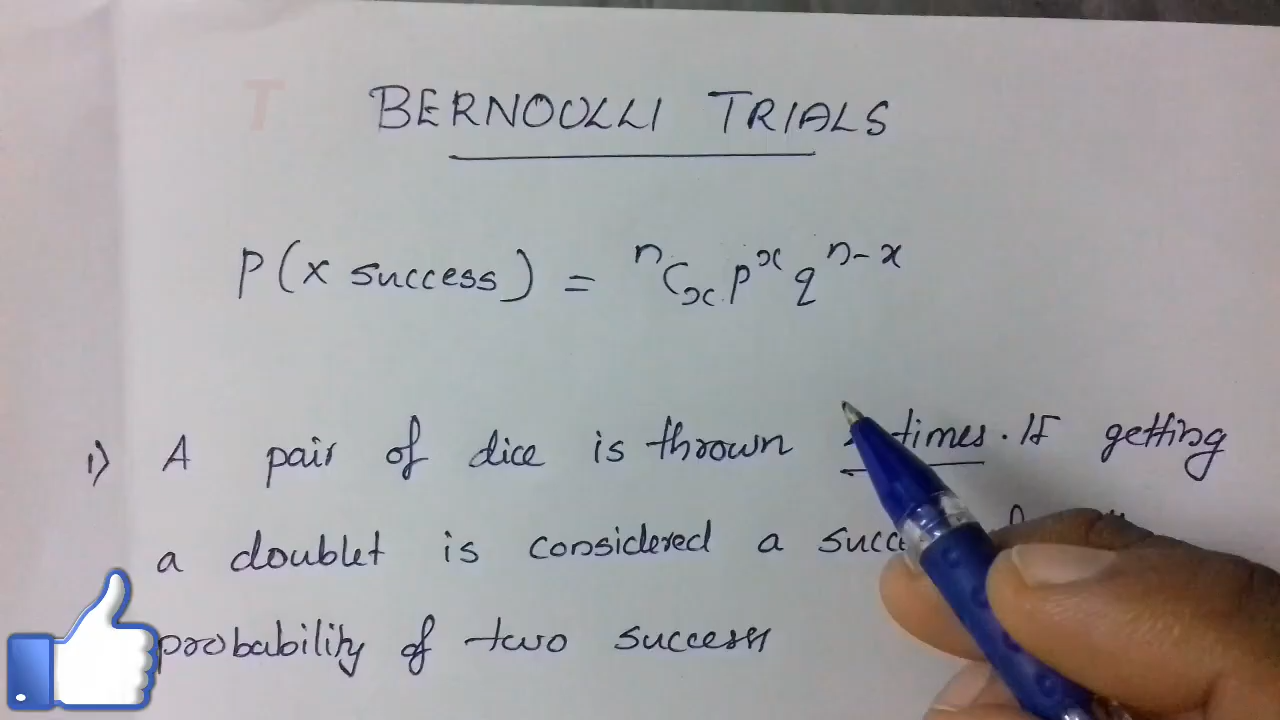 T
BERNOULLI TRIALS
P(x success) = ⁿCₓ pˣ qⁿ⁻ˣ
1) A pair of dice is thrown times. If getting
a doublet is considered a
probability of two success